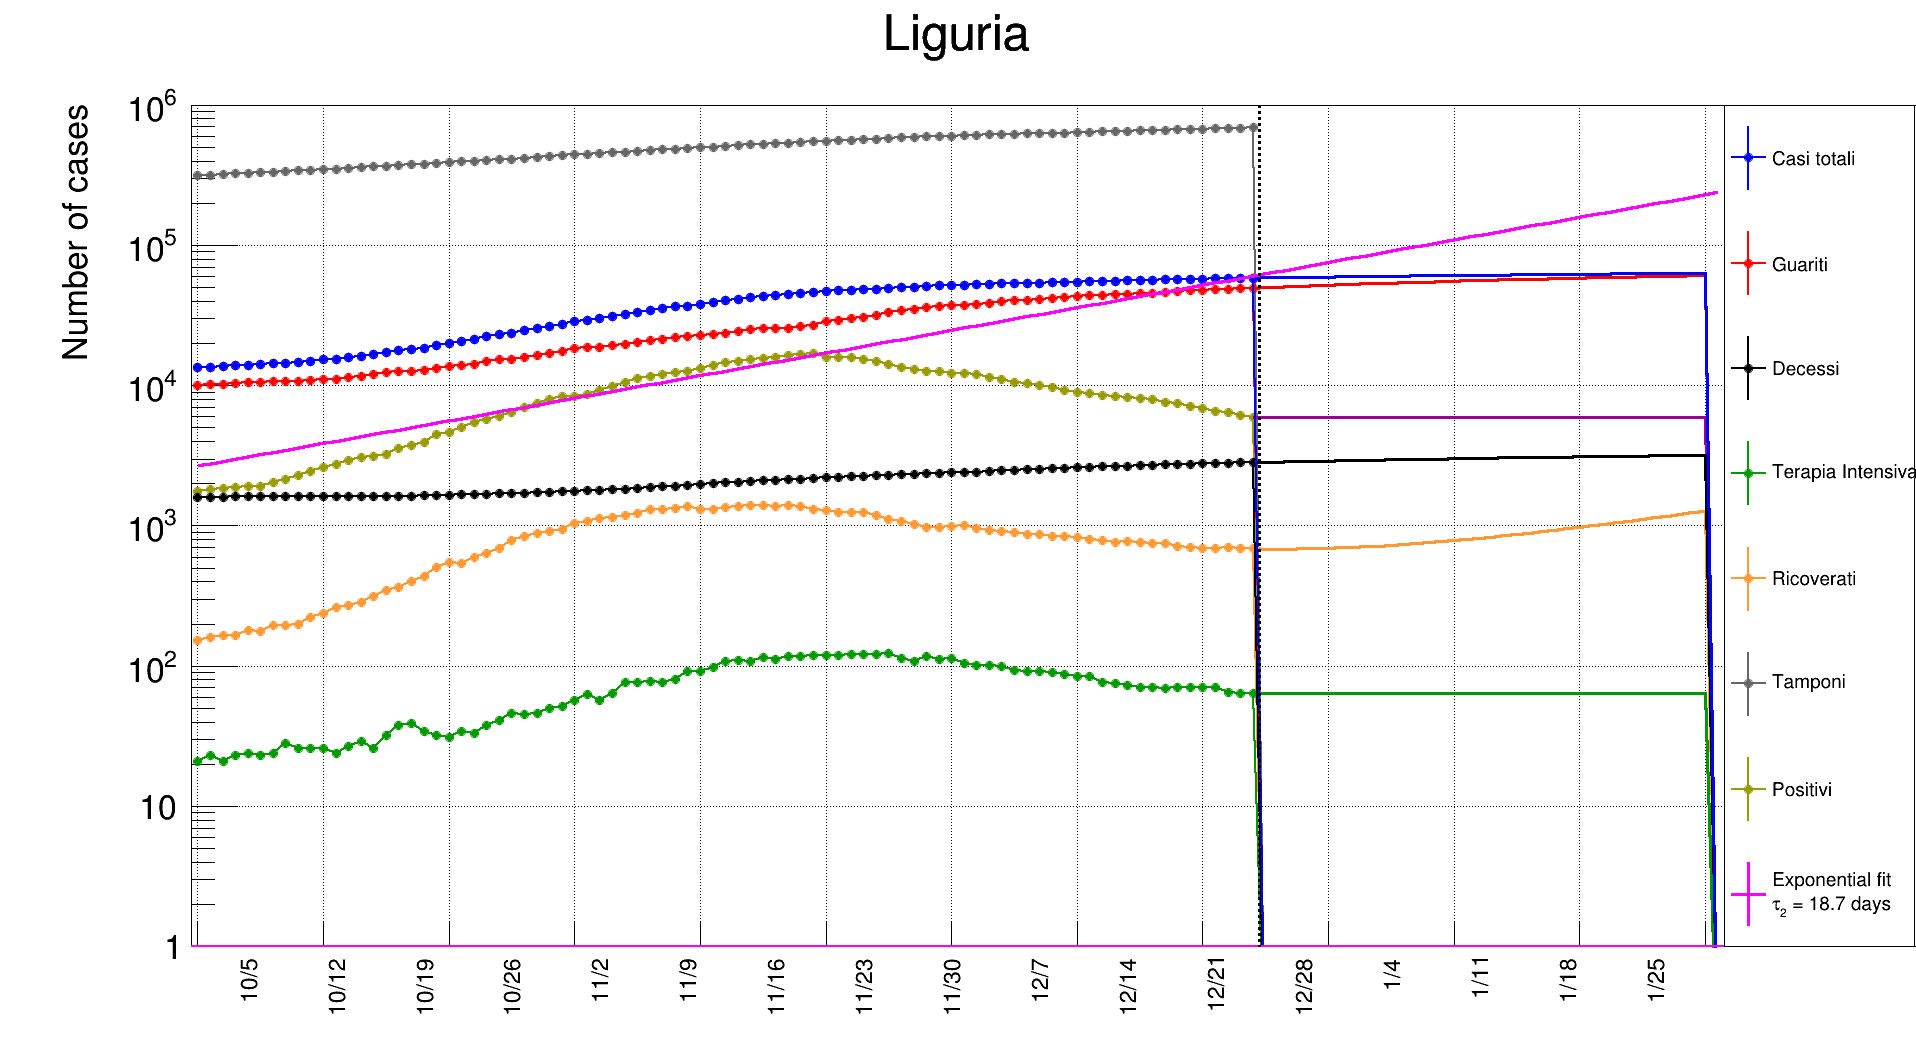 Liguria
Number of cases
10^6
10^5
10^4
10^3
10^2
10
1
10/5
10/12
10/19
10/26
11/2
11/9
11/16
11/23
11/30
12/7
12/14
12/21
12/28
1/4
1/11
1/18
1/25
Casi totali
Guariti
Decessi
Terapia Intensiva
Ricoverati
Tamponi
Positivi
Exponential fit
τ_2 = 18.7 days